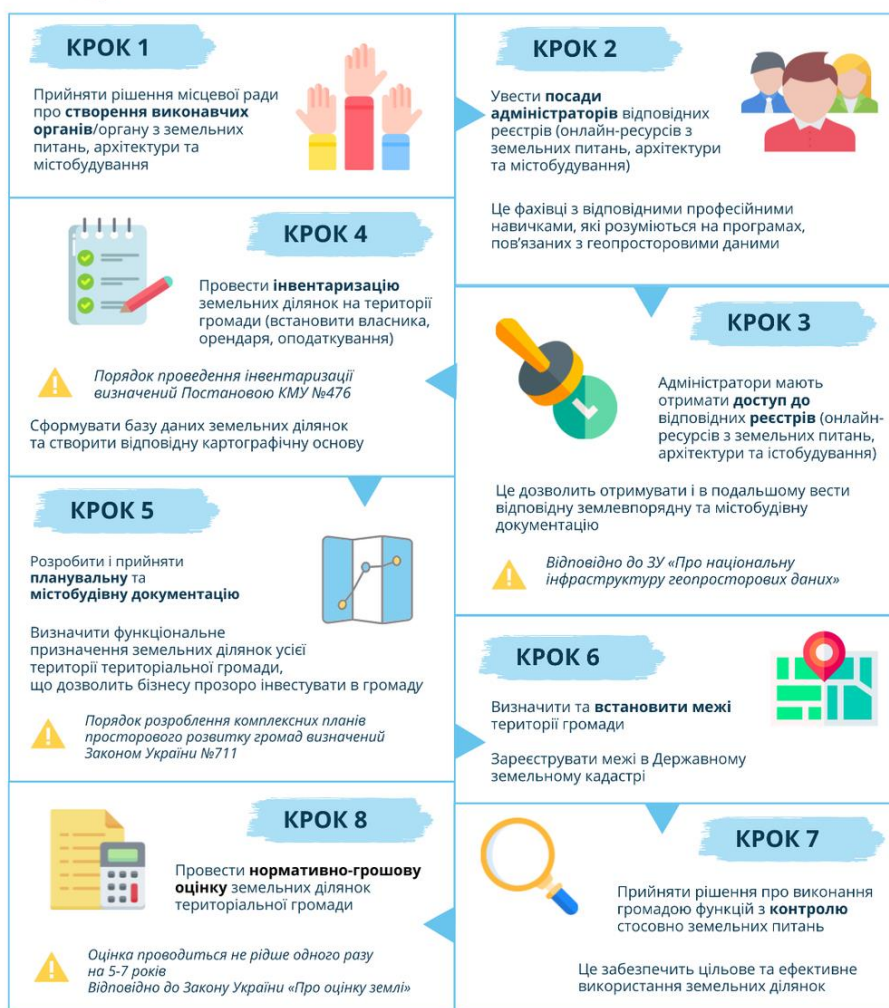 КРОК 1
Прийняти рішення місцевої ради
про створення виконавчих
органів/органу з земельних
питань, архітектури та
містобудування
КРОК 2
Увести посади
адміністраторів відповідних
реєстрів (онлайн-ресурсів з
земельних питань, архітектури
та містобудування)
Це фахівці з відповідними професійними
навичками, які розуміються на програмах,
пов’язаних з геопросторовими даними
КРОК 3
Адміністратори мають
отримати доступ до
відповідних реєстрів (онлайн-
ресурсів з земельних питань,
архітектури та істобудування)
Це дозволить отримувати і в подальшому вести
відповідну землевпорядну та містобудівну
документацію
Відповідно до ЗУ «Про національну
інфраструктуру геопросторових даних»
КРОК 4
Провести інвентаризацію
земельних ділянок на території
громади (встановити власника,
орендаря, оподаткування)
Порядок проведення інвентаризації
визначений Постановою КМУ №476
Сформувати базу даних земельних ділянок
та створити відповідну картографічну основу
КРОК 5
Розробити і прийняти
планувальну та
містобудівну документацію
Визначити функціональне
призначення земельних ділянок усієї
території територіальної громади,
що дозволить бізнесу прозоро інвестувати в громаду
Порядок розроблення комплексних планів
просторового розвитку громад визначений
Законом України №711
КРОК 6
Визначити та встановити межі
території громади
Зареєструвати межі в Державному
земельному кадастрі
КРОК 7
Прийняти рішення про виконання
громадою функцій з контролю
стосовно земельних питань
Це забезпечить цільове та ефективне
використання земельних ділянок
КРОК 8
Провести нормативно-грошову
оцінку земельних ділянок
територіальної громади
Оцінка проводиться не рідше одного разу
на 5-7 років
Відповідно до Закону України «Про оцінку землі»